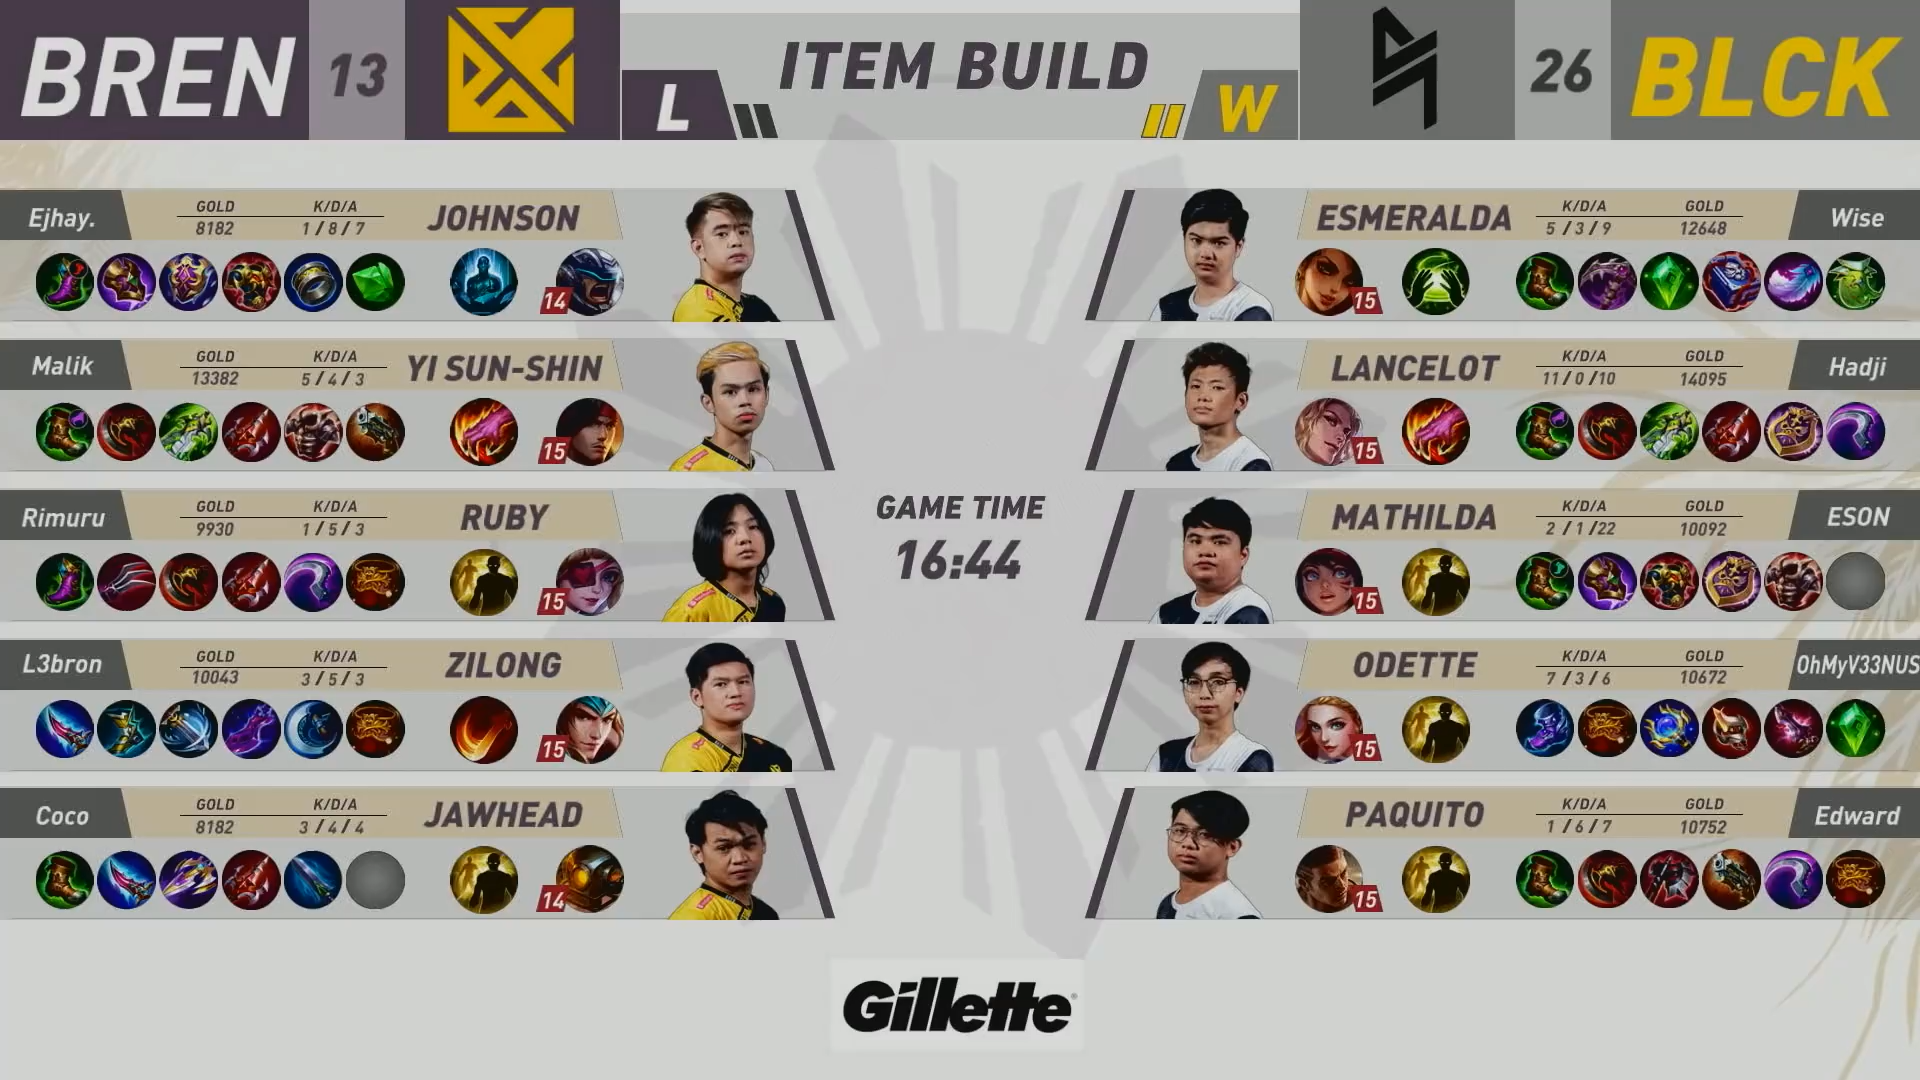 BREN 13 L ITEM BUILD W 26 BLCK
Ejhay. GOLD 8182 K/D/A 1 / 8 / 7 JOHNSON 14
Malik GOLD 13382 K/D/A 5 / 4 / 3 YI SUN-SHIN 15
Rimuru GOLD 9930 K/D/A 1 / 5 / 3 RUBY 15
L3bron GOLD 10043 K/D/A 3 / 5 / 3 ZILONG 15
Coco GOLD 8182 K/D/A 3 / 4 / 4 JAWHEAD 14
GAME TIME
16:44
ESMERALDA K/D/A 5 / 3 / 9 GOLD 12648 Wise 15
LANCELOT K/D/A 11 / 0 / 10 GOLD 14095 Hadji 15
MATHILDA K/D/A 2 / 1 / 22 GOLD 10092 ESON 15
ODETTE K/D/A 7 / 3 / 6 GOLD 10672 OhMyV33NUS 15
PAQUITO K/D/A 1 / 6 / 7 GOLD 10752 Edward 15
Gillette